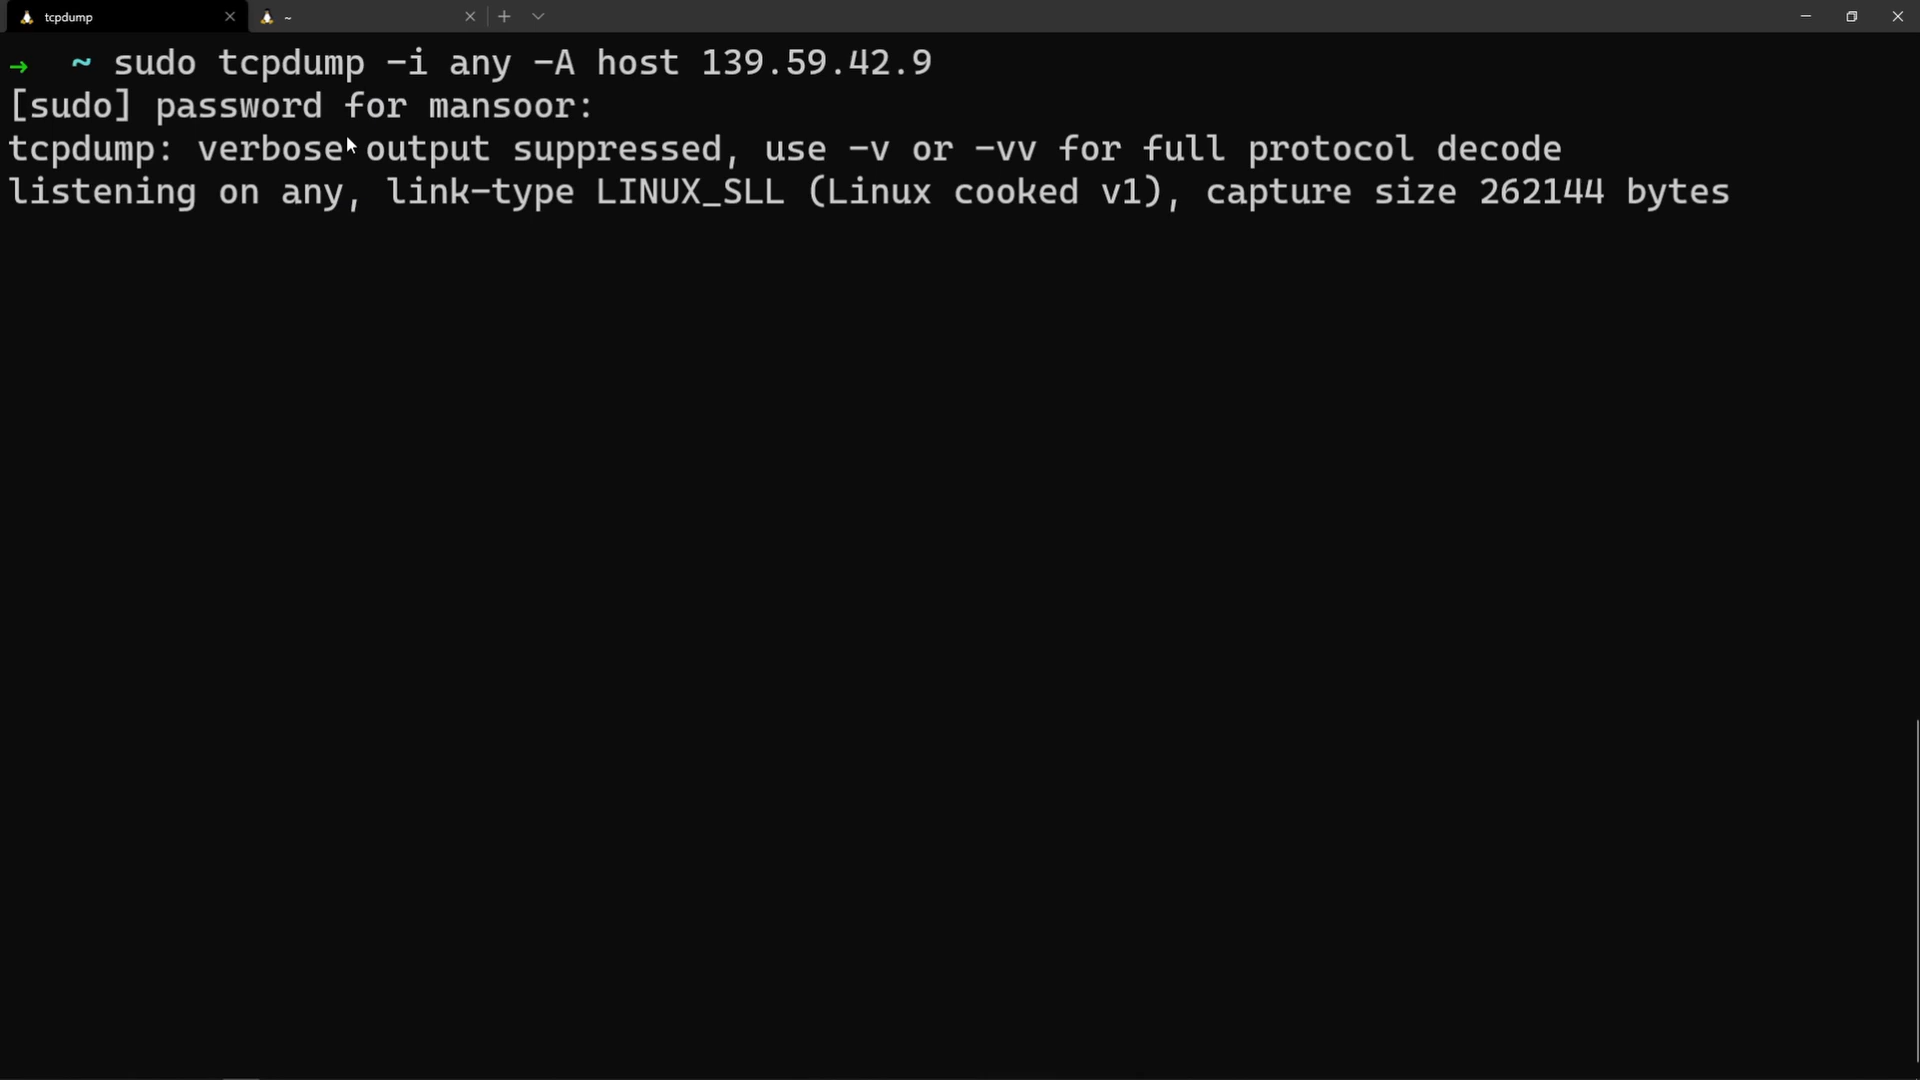 tcpdump
~
→ ~ sudo tcpdump -i any -A host 139.59.42.9
[sudo] password for mansoor:
tcpdump: verbose output suppressed, use -v or -vv for full protocol decode
listening on any, link-type LINUX_SLL (Linux cooked v1), capture size 262144 bytes